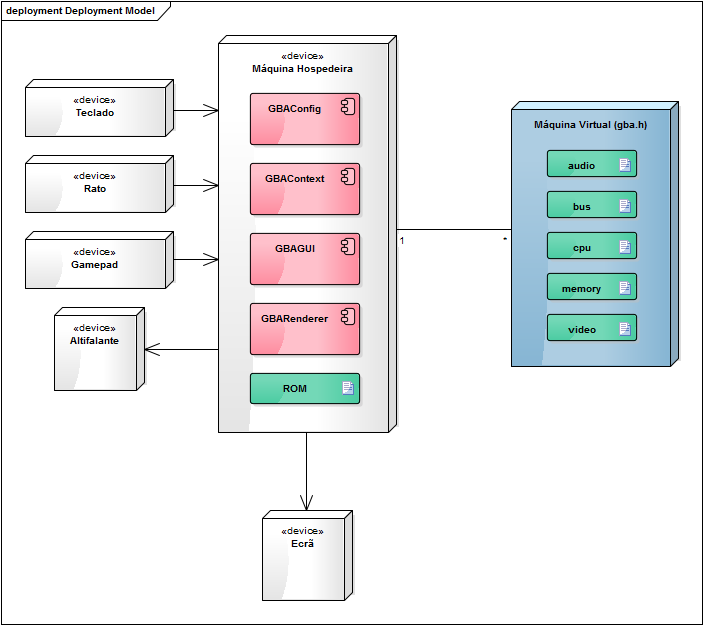 deployment Deployment Model
«device»
Teclado
«device»
Rato
«device»
Gamepad
«device»
Altifalante
«device»
Máquina Hospedeira
GBAConfig
GBAContext
GBAGUI
GBARenderer
ROM
1
*
Máquina Virtual (gba.h)
audio
bus
cpu
memory
video
«device»
Ecrã